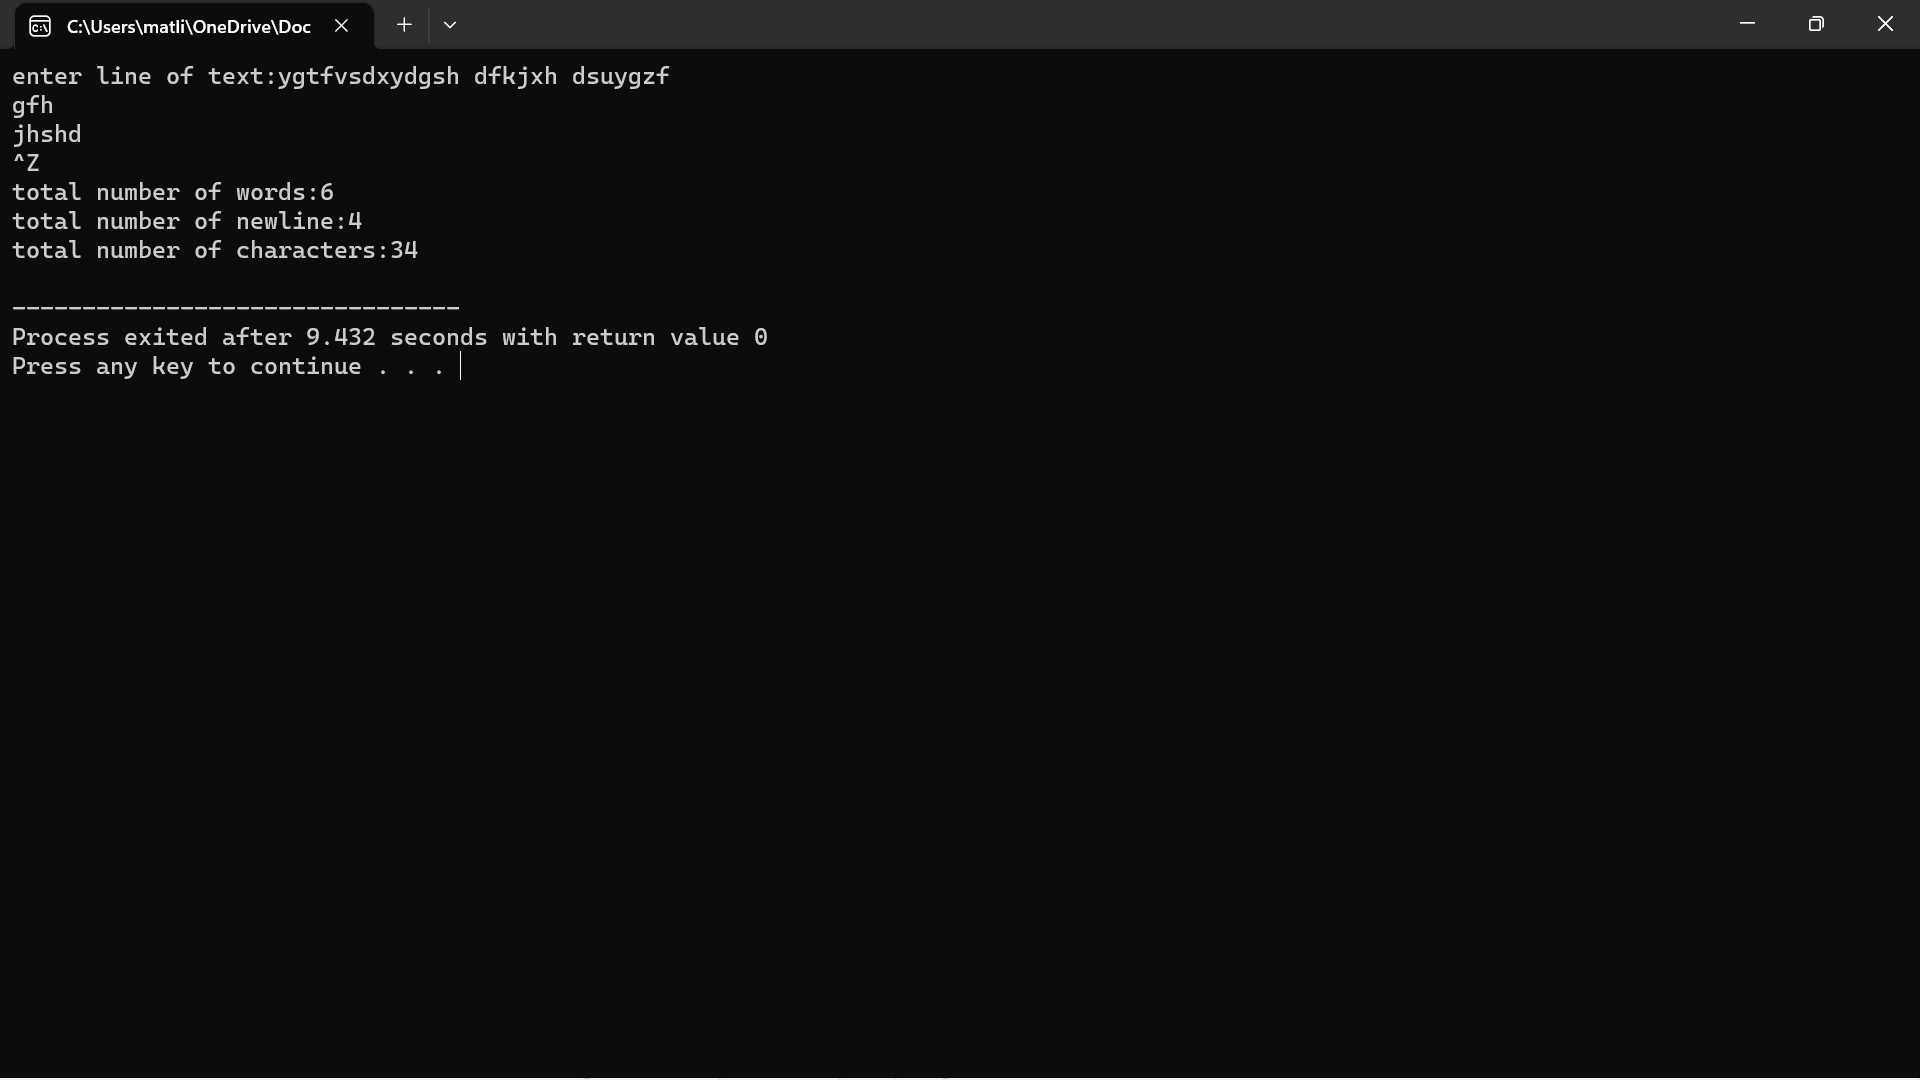 C:\Users\matli\OneDrive\Doc
enter line of text:ygtfvsdxydgsh dfkjxh dsuygzf
gfh
jhshd
^Z
total number of words:6
total number of newline:4
total number of characters:34
--------------------------------
Process exited after 9.432 seconds with return value 0
Press any key to continue . . .